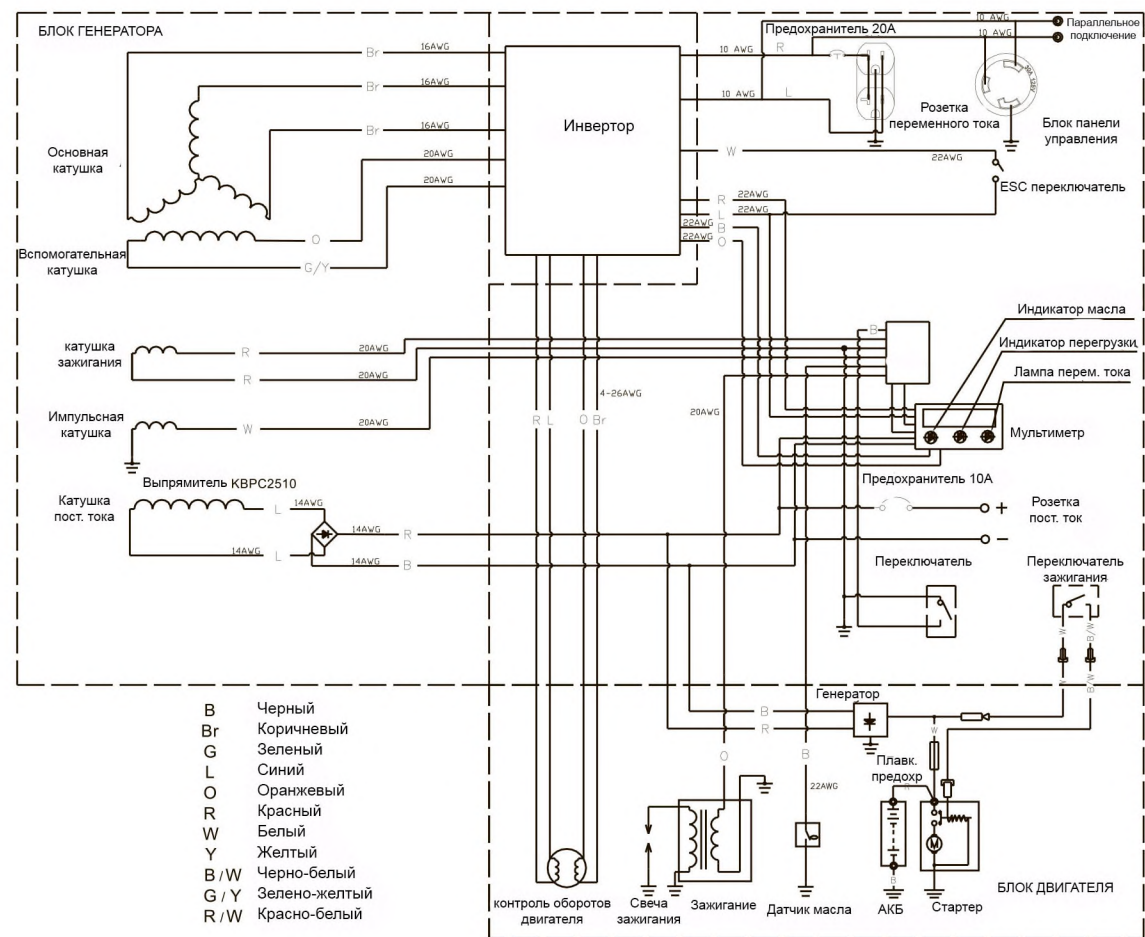 БЛОК ГЕНЕРАТОРА
Br
16AWG
Br
16AWG
Br
16AWG
20AWG
20AWG
Основная
катушка
Вспомогательная
катушка
O
G/Y
Инвертор
10 AWG
R
Предохранитель 20А
10 AWG
10 AWG
Параллельное
подключение
10 AWG
L
30A 125V
Розетка
переменного тока
Блок панели
управления
W
22AWG
ESC переключатель
R
22AWG
L
22AWG
22AWG
B
22AWG
O
катушка
зажигания
R
20AWG
R
20AWG
Импульсная
катушка
W
20AWG
B
Индикатор масла
Индикатор перегрузки
Лампа перем. тока
Мультиметр
4-26AWG
R
L
O
Br
20AWG
Выпрямитель KBPC2510
Катушка
пост. тока
L
14AWG
14AWG
R
14AWG
L
14AWG
B
Предохранитель 10А
+
−
Розетка
пост. ток
Переключатель
Переключатель
зажигания
W
B/W
W
B/W
B
Черный
Br
Коричневый
G
Зеленый
L
Синий
O
Оранжевый
R
Красный
W
Белый
Y
Желтый
B/W
Черно-белый
G / Y
Зелено-желтый
R/W
Красно-белый
Генератор
B
R
W
O
B
22AWG
Плавк.
предохр
R
M
B
контроль оборотов
двигателя
Свеча
зажигания
Зажигание
Датчик масла
АКБ
Стартер
БЛОК ДВИГАТЕЛЯ